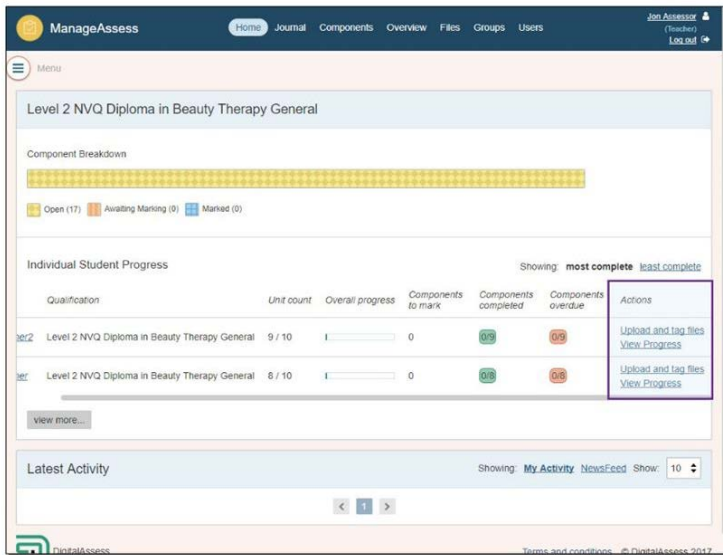 ManageAssess Home Journal Components Overview Files Groups Users
Jon Assessor
(Teacher)
Log out
Menu
Level 2 NVQ Diploma in Beauty Therapy General
Component Breakdown
Open (17) Awaiting Marking (0) Marked (0)
Individual Student Progress Showing: most complete least complete
Qualification Unit count Overall progress Components to mark Components completed Components overdue Actions
ner2 Level 2 NVQ Diploma in Beauty Therapy General 9 / 10 0 0/9 0/9 Upload and tag files
View Progress
ner Level 2 NVQ Diploma in Beauty Therapy General 8 / 10 0 0/8 0/8 Upload and tag files
View Progress
view more...
Latest Activity Showing: My Activity NewsFeed Show: 10
< 1 >
DigitalAssess Terms and conditions © DigitalAssess 2017